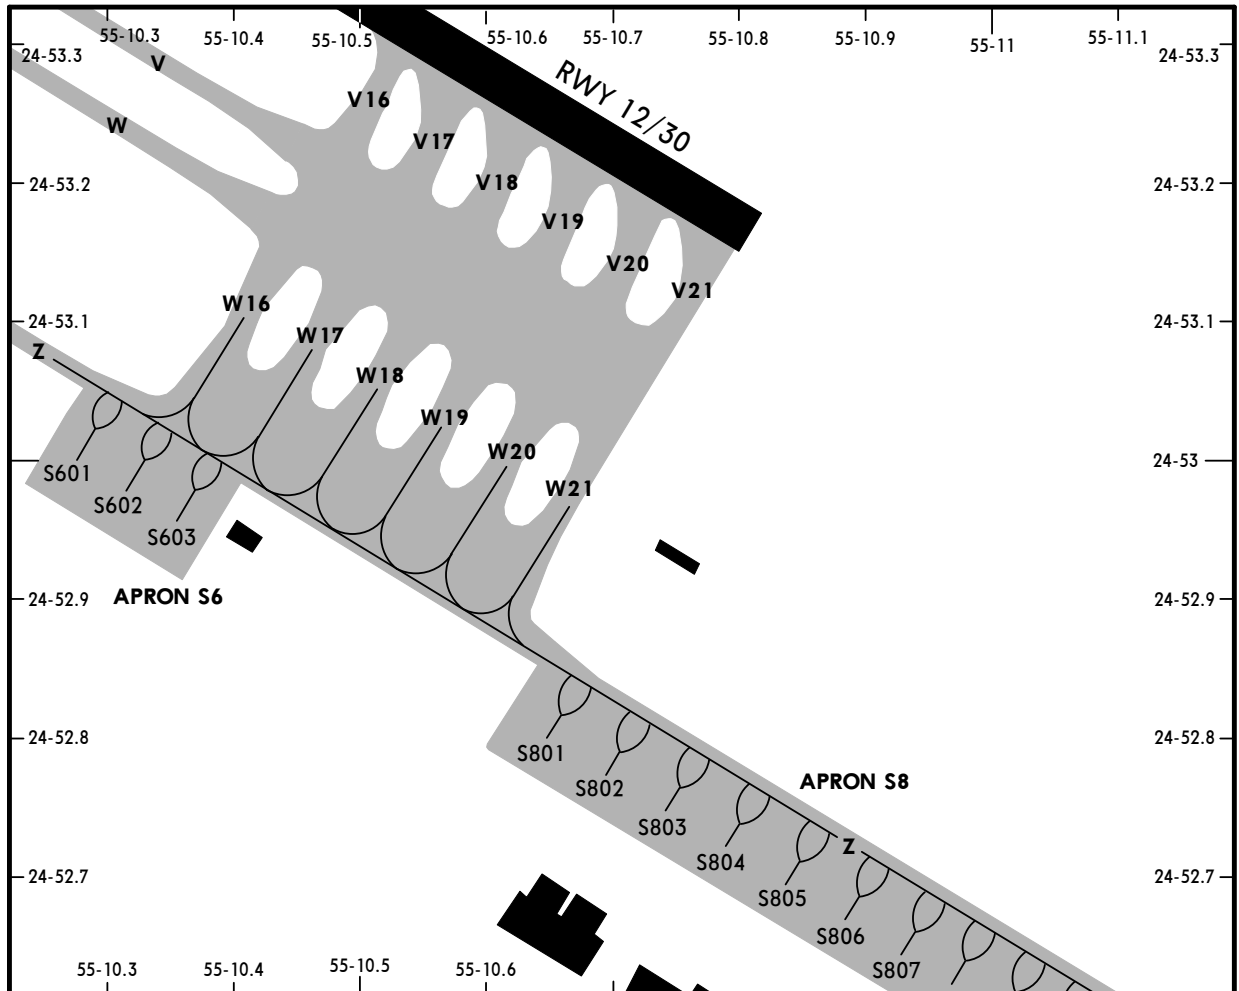 55-10.3
55-10.4
55-10.5
55-10.6
55-10.7
55-10.8
55-10.9
55-11
55-11.1
24-53.3
24-53.3
V
W
RWY 12/30
V16
V17
V18
V19
V20
V21
24-53.2
24-53.2
24-53.1
24-53.1
W16
W17
W18
W19
W20
W21
Z
S601
S602
S603
24-53
APRON S6
24-52.9
24-52.9
24-52.8
24-52.8
S801
S802
S803
S804
S805
S806
S807
APRON S8
Z
24-52.7
24-52.7
55-10.3
55-10.4
55-10.5
55-10.6